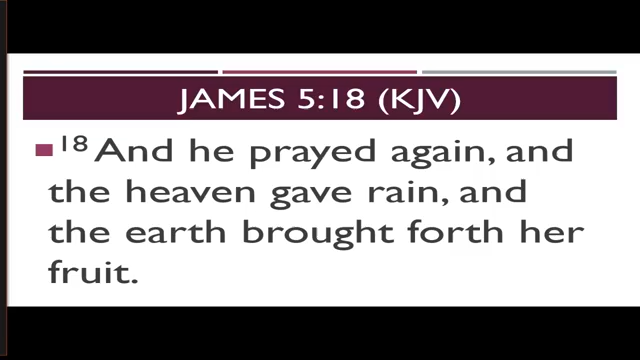 JAMES 5:18 (KJV)
18 And he prayed again, and
the heaven gave rain, and
the earth brought forth her
fruit.